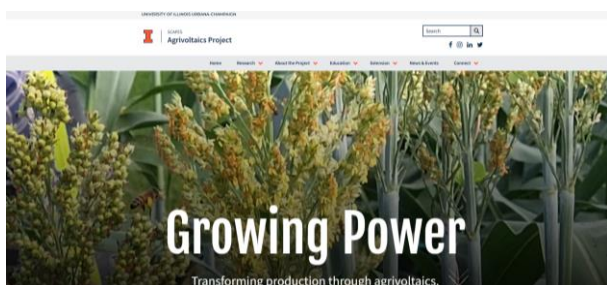 UNIVERSITY OF ILLINOIS URBANA-CHAMPAIGN
SCAPES
Agrivoltaics Project
Search
Home Research About the Project Education Extension News & Events Connect
Growing Power
Transforming production through agrivoltaics.